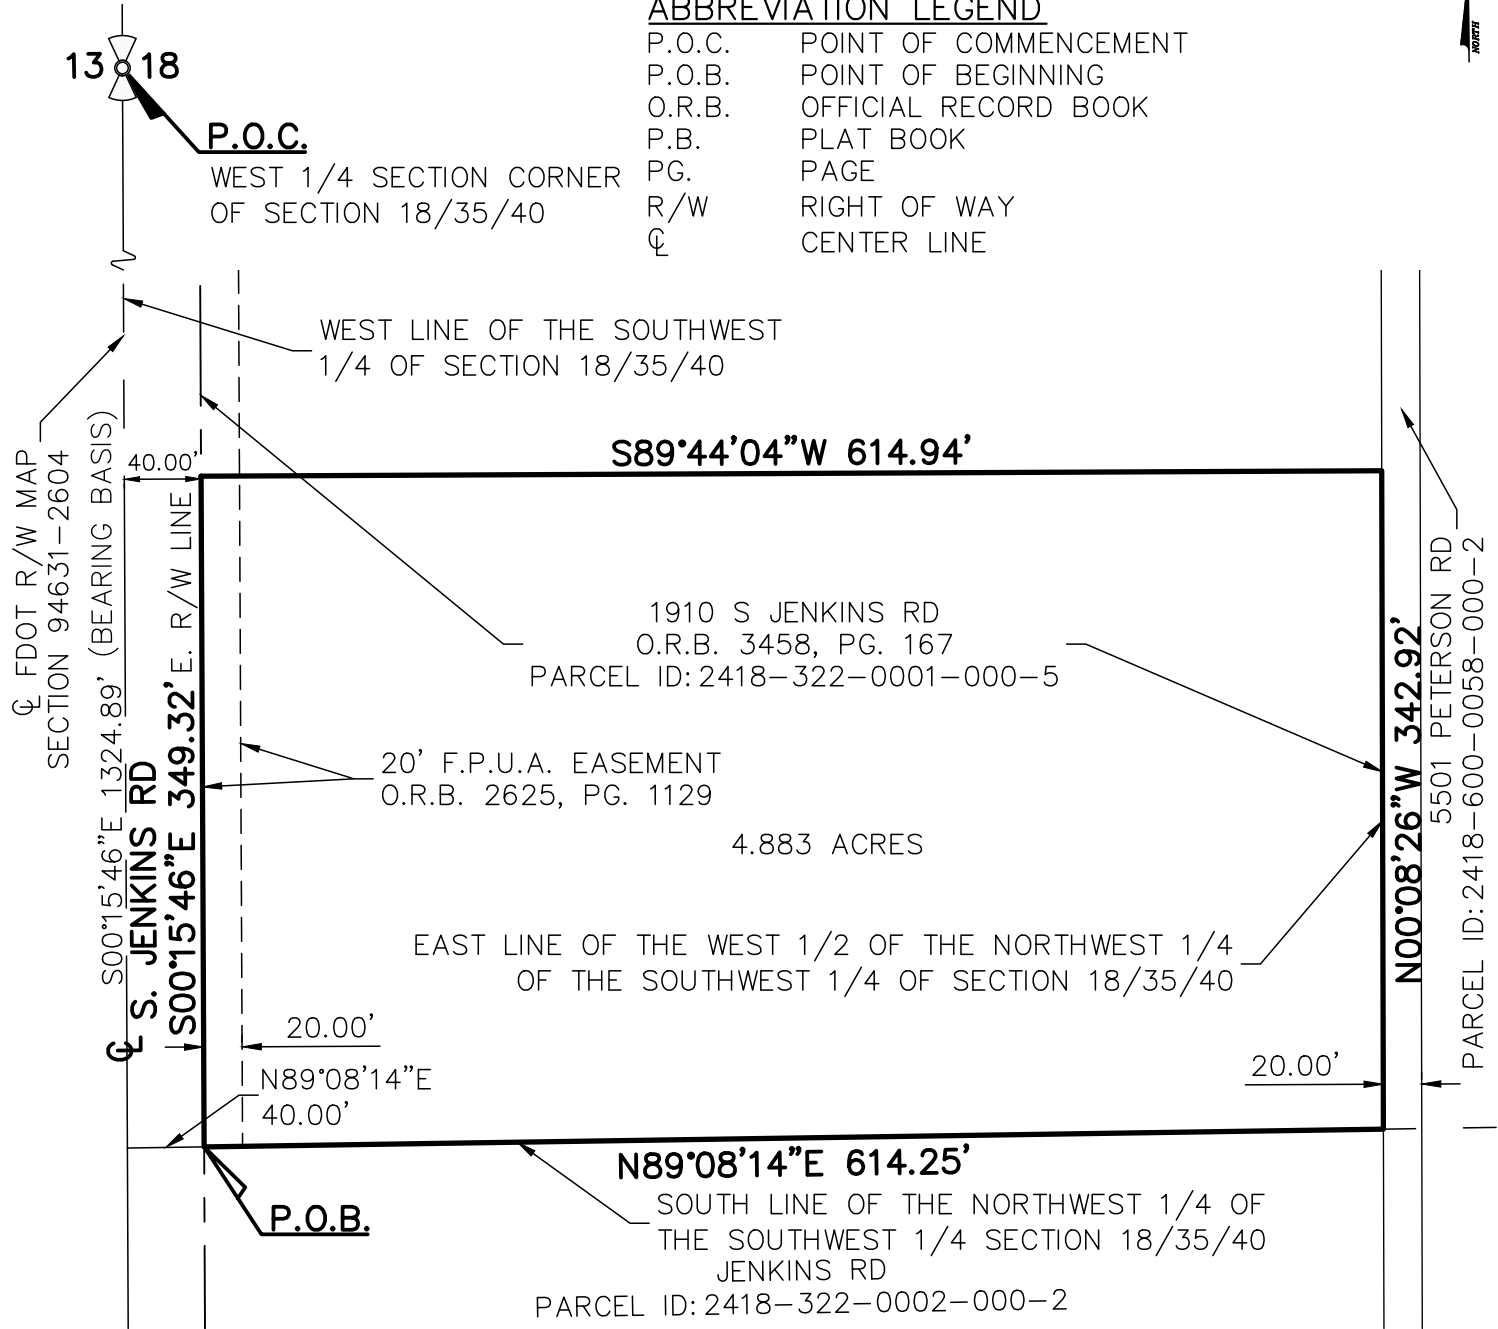 ABBREVIATION LEGEND
P.O.C. POINT OF COMMENCEMENT
P.O.B. POINT OF BEGINNING
O.R.B. OFFICIAL RECORD BOOK
P.B. PLAT BOOK
PG. PAGE
R/W RIGHT OF WAY
℄ CENTER LINE
NORTH
13 18
P.O.C.
WEST 1/4 SECTION CORNER
OF SECTION 18/35/40
WEST LINE OF THE SOUTHWEST
1/4 OF SECTION 18/35/40
℄ FDOT R/W MAP
SECTION 94631-2604
S00°15'46"E 1324.89' (BEARING BASIS)
40.00'
E. R/W LINE
S89°44'04"W 614.94'
1910 S JENKINS RD
O.R.B. 3458, PG. 167
PARCEL ID:2418-322-0001-000-5
20' F.P.U.A. EASEMENT
O.R.B. 2625, PG. 1129
4.883 ACRES
EAST LINE OF THE WEST 1/2 OF THE NORTHWEST 1/4
OF THE SOUTHWEST 1/4 OF SECTION 18/35/40
℄ S. JENKINS RD
S00°15'46"E 349.32'
N00°08'26"W 342.92'
5501 PETERSON RD
PARCEL ID:2418-600-0058-000-2
20.00'
20.00'
N89°08'14"E
40.00'
N89°08'14"E 614.25'
P.O.B.
SOUTH LINE OF THE NORTHWEST 1/4 OF
THE SOUTHWEST 1/4 SECTION 18/35/40
JENKINS RD
PARCEL ID:2418-322-0002-000-2